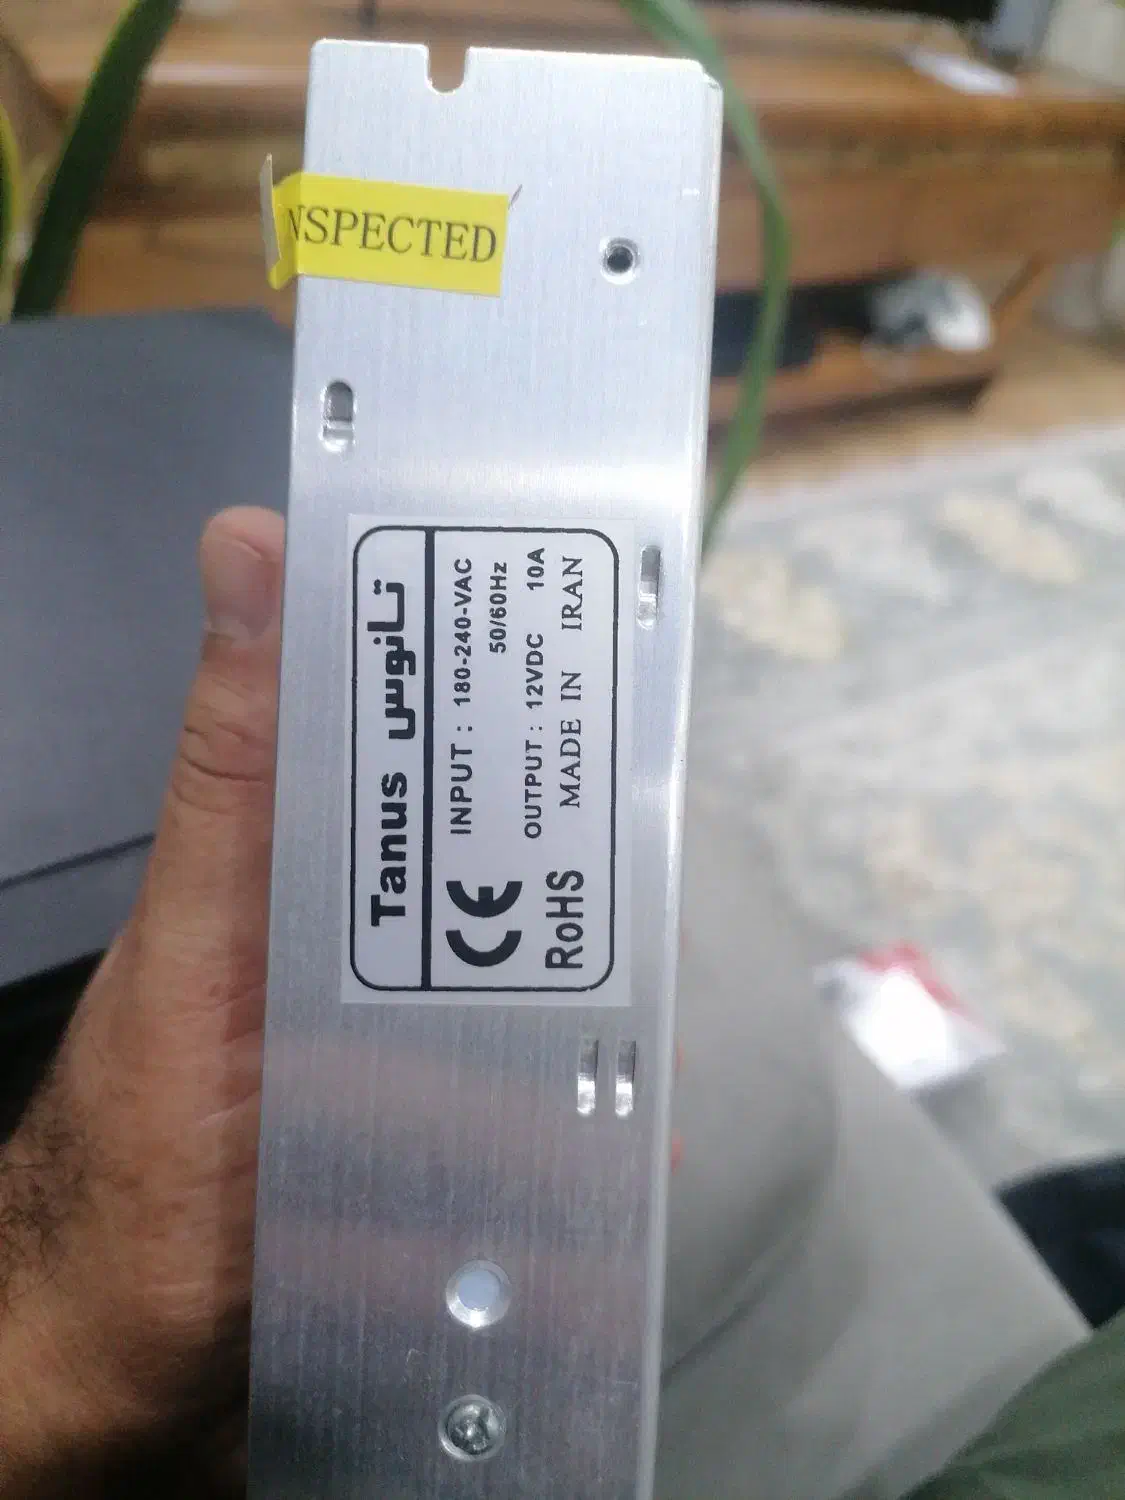 NSPECTED
Tanus تانوس
INPUT : 180-240-VAC
50/60Hz
OUTPUT : 12VDC 10A
MADE IN IRAN
CE
RoHS